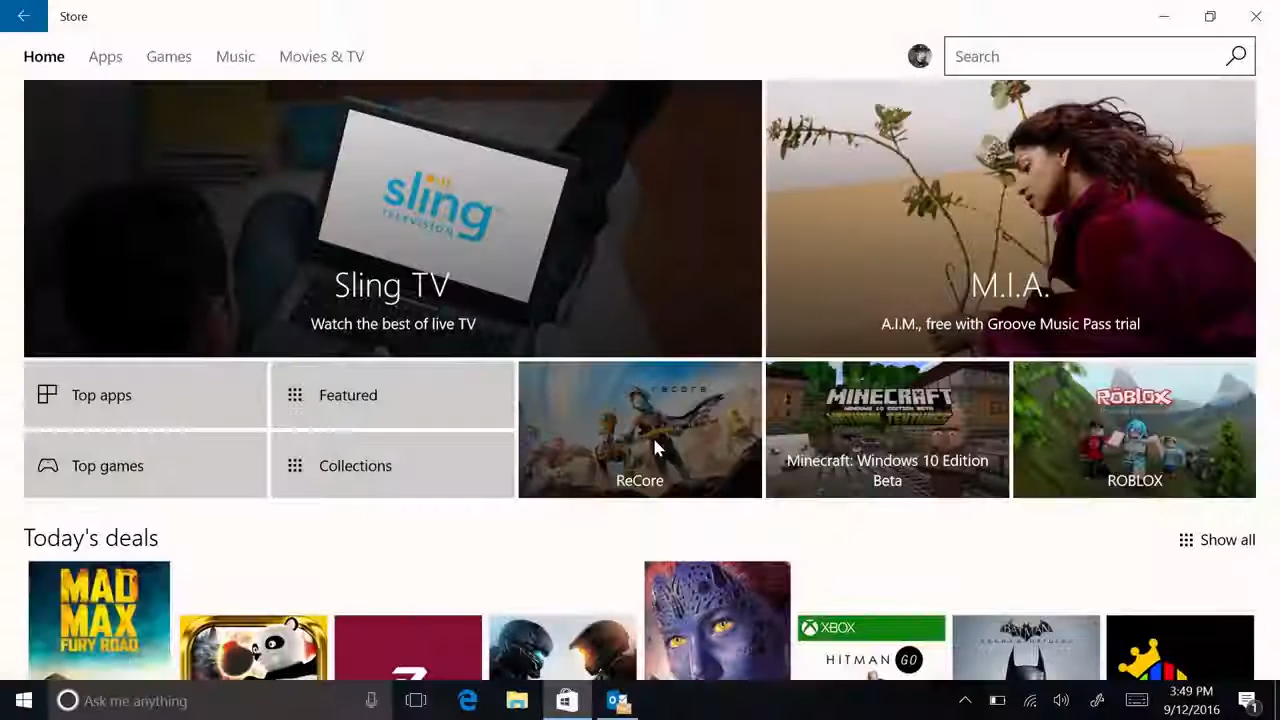 Store
Home Apps Games Music Movies & TV
Search
sling
TELEVISION
Sling TV
Watch the best of live TV
M.I.A.
A.I.M., free with Groove Music Pass trial
Top apps
Featured
Top games
Collections
recore
ReCore
MINECRAFT
WINDOWS 10 EDITION BETA
Minecraft: Windows 10 Edition
Beta
ROBLOX
ROBLOX
Today's deals
Show all
MAD
MAX
FURY ROAD
XBOX
HITMAN GO
BATMAN
Ask me anything
3:49 PM
9/12/2016
1